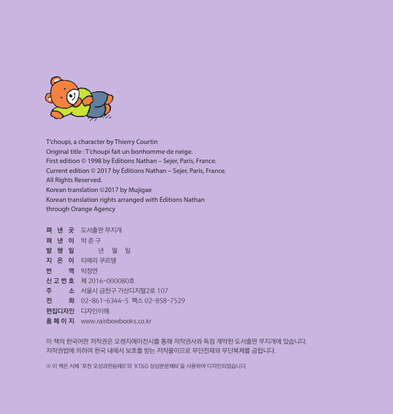 T'choupi, a character by Thierry Courtin
Original title : T'choupi fait un bonhomme de neige.
First edition © 1998 by Éditions Nathan – Sejer, Paris, France.
Current edition © 2017 by Éditions Nathan – Sejer, Paris, France.
All Rights Reserved.
Korean translation ©2017 by Mujigae
Korean translation rights arranged with Éditions Nathan
through Orange Agency
펴 낸 곳 도서출판 무지개
펴 낸 이 박 준 구
발 행 일 년 월 일
지 은 이 티에리 쿠르탱
번 역 박정연
신 고 번 호 제 2016-000080호
주 소 서울시 금천구 가산디지털2로 107
전 화 02-861-6344~5 팩스 02-858-7529
편집디자인 디자인이애
홈 페 이 지 www.rainbowbooks.co.kr
이 책의 한국어판 저작권은 오렌지에이전시를 통해 저작권사와 독점 계약한 도서출판 무지개에 있습니다.
저작권법에 의하여 한국 내에서 보호를 받는 저작물이므로 무단전재와 무단복제를 금합니다.
※ 이 책은 서체 '포천 오성과한음체B'와 'KT&G 상상본문체M'을 사용하여 디자인되었습니다.